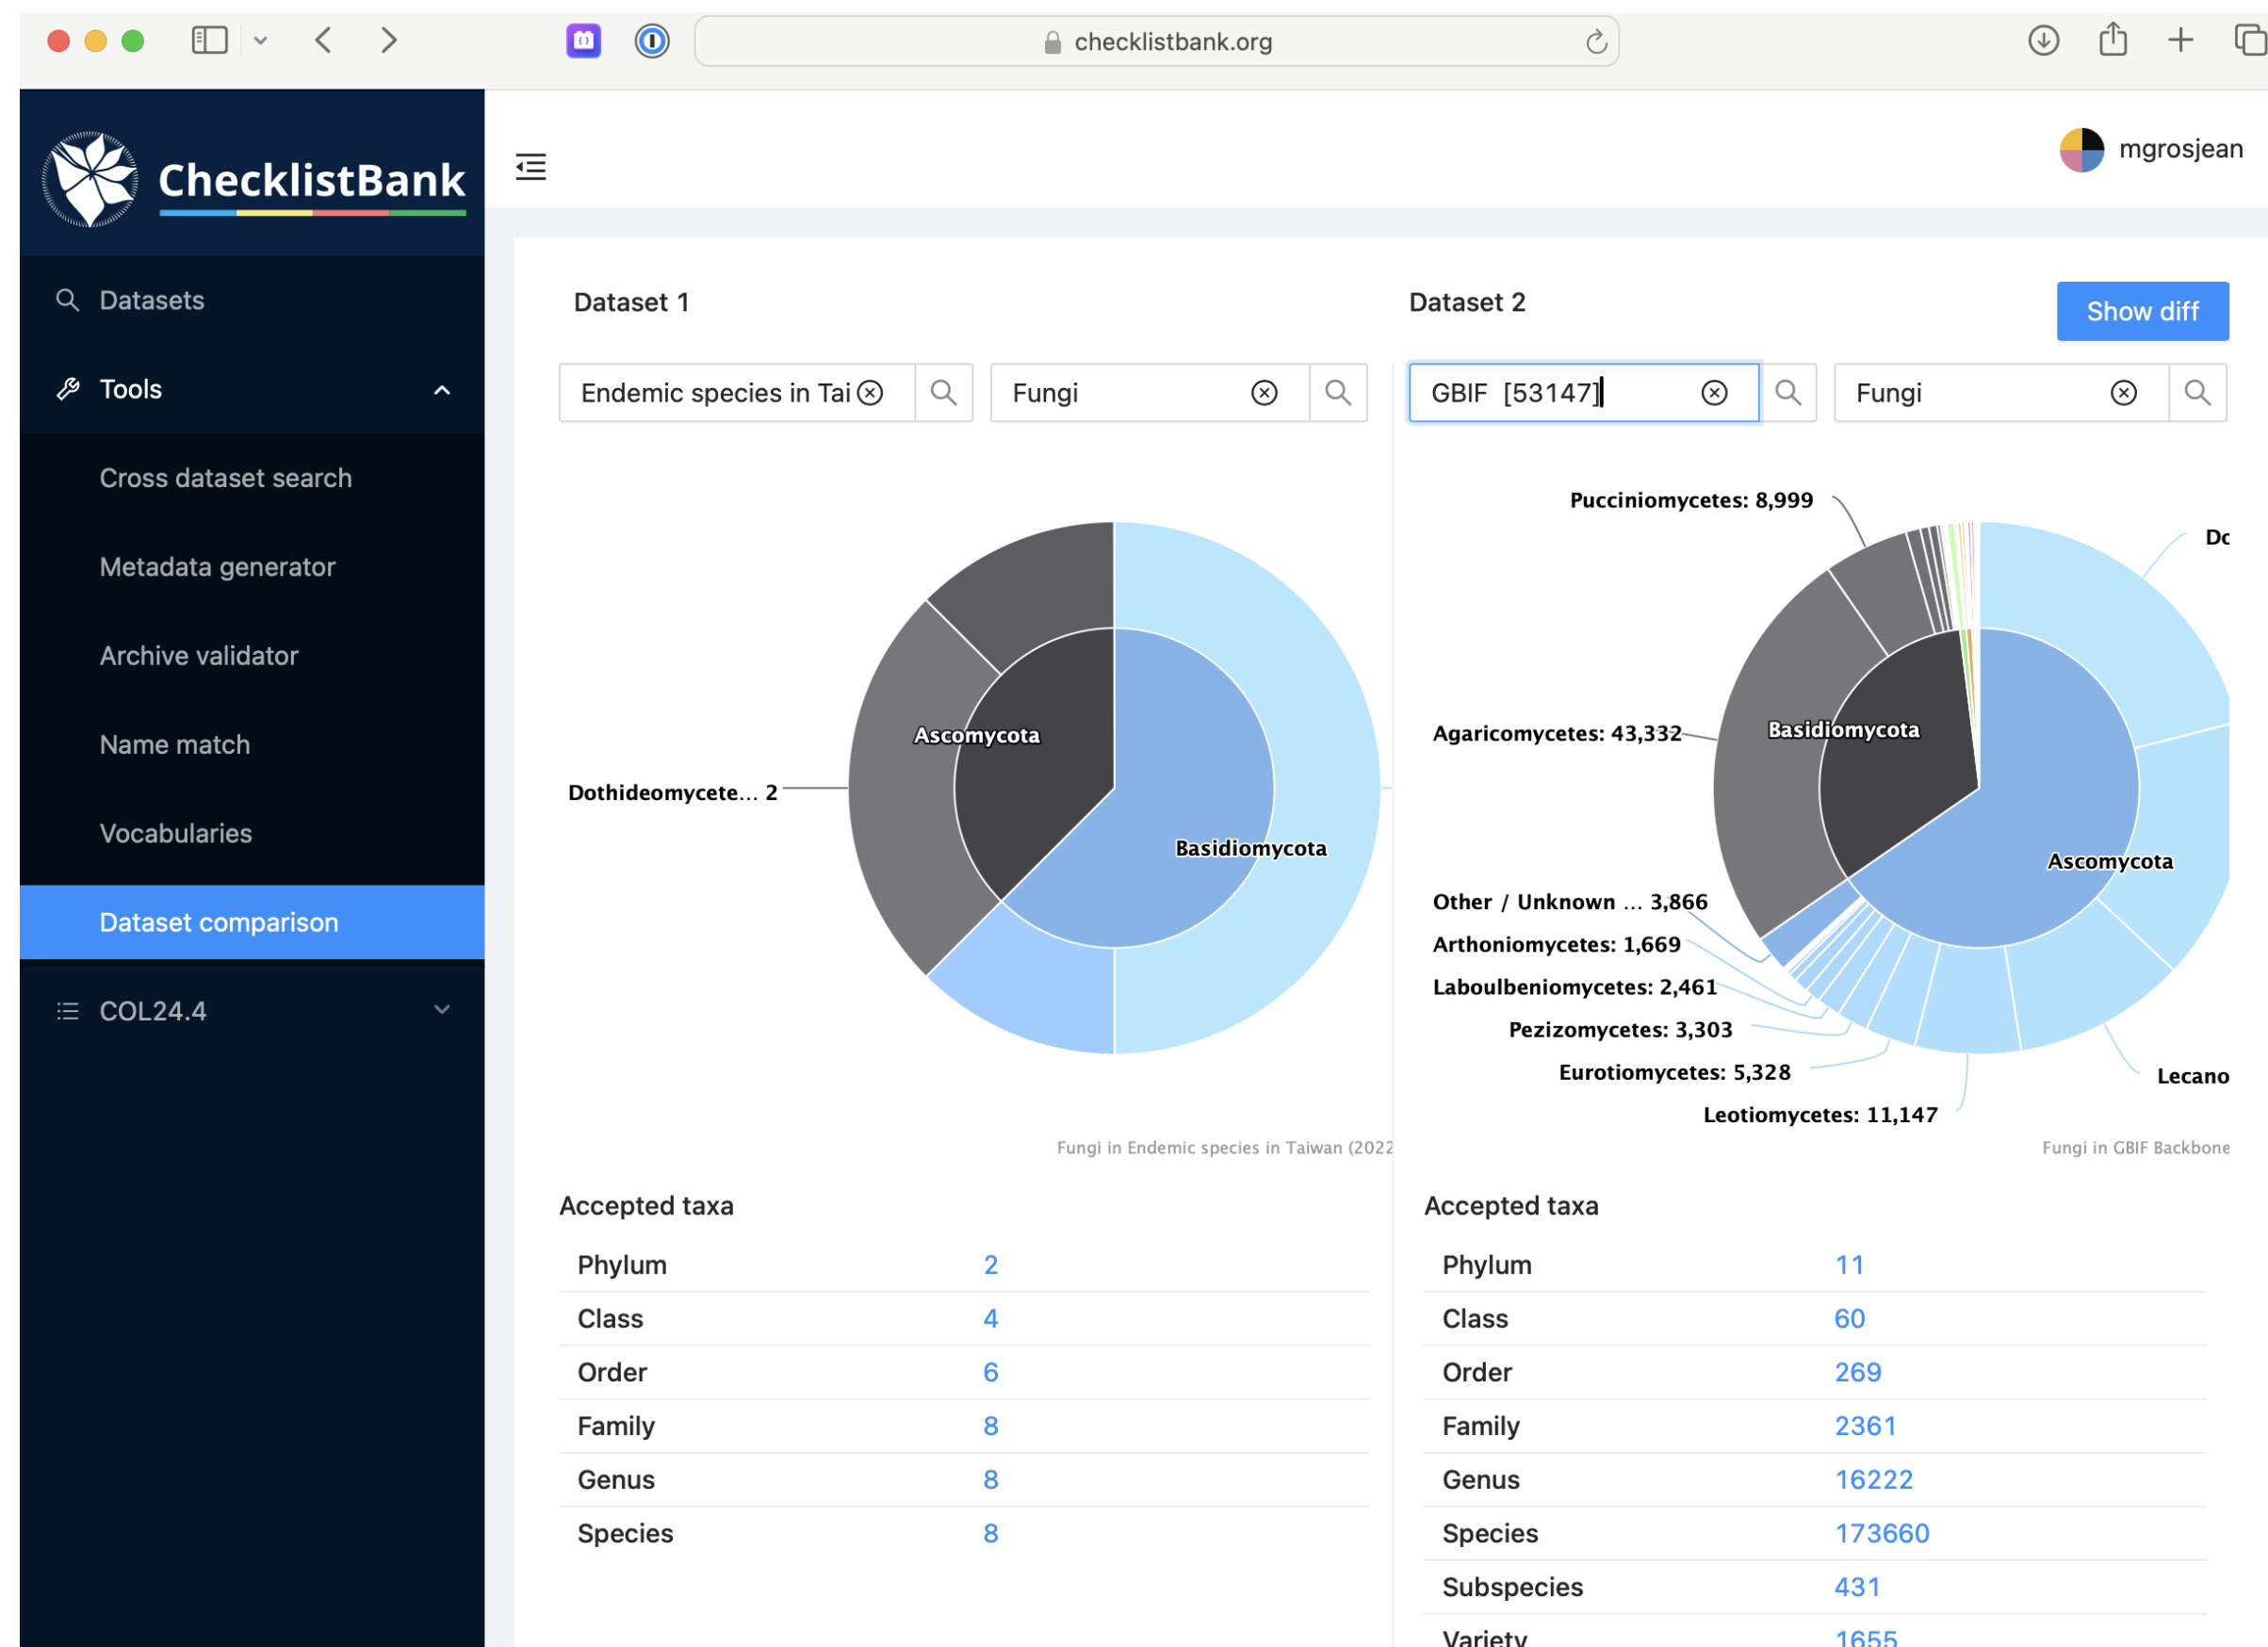 checklistbank.org
ChecklistBank
mgrosjean
Datasets
Tools
Cross dataset search
Metadata generator
Archive validator
Name match
Vocabularies
Dataset comparison
COL24.4
Dataset 1
Dataset 2
Show diff
Endemic species in Tai
Fungi
GBIF [53147]
Fungi
Ascomycota
Dothideomycete... 2
Basidiomycota
Fungi in Endemic species in Taiwan (2022
Pucciniomycetes: 8,999
Do
Agaricomycetes: 43,332
Basidiomycota
Ascomycota
Other / Unknown ... 3,866
Arthoniomycetes: 1,669
Laboulbeniomycetes: 2,461
Pezizomycetes: 3,303
Eurotiomycetes: 5,328
Lecano
Leotiomycetes: 11,147
Fungi in GBIF Backbone
Accepted taxa
Phylum 2
Class 4
Order 6
Family 8
Genus 8
Species 8
Accepted taxa
Phylum 11
Class 60
Order 269
Family 2361
Genus 16222
Species 173660
Subspecies 431
Variety 1655